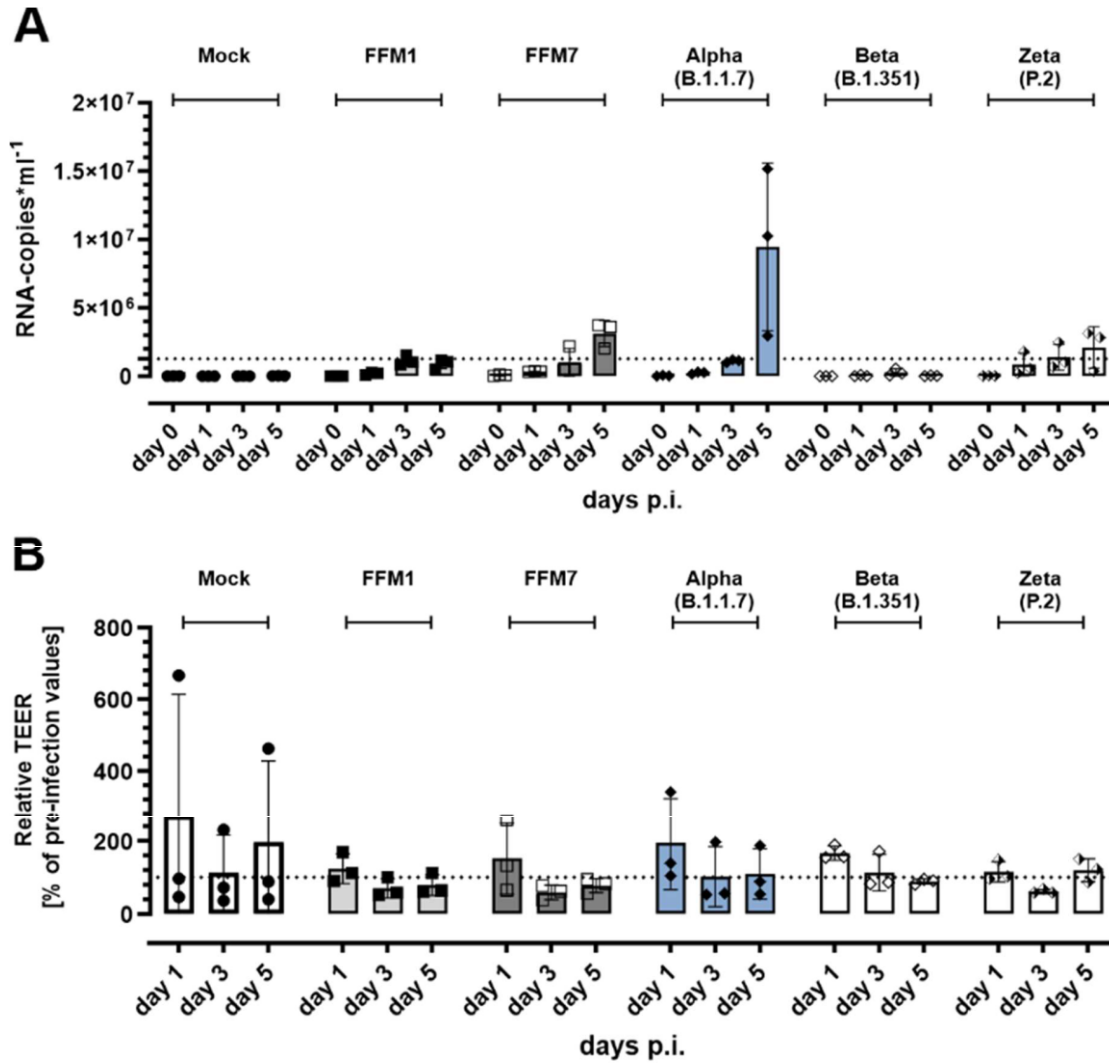 A
Mock FFM1 FFM7 Alpha Beta Zeta
(B.1.1.7) (B.1.351) (P.2)
RNA-copies*ml-1
2×10⁷
1.5×10⁷
1×10⁷
5×10⁶
0
day 0 day 1 day 3 day 5 day 0 day 1 day 3 day 5 day 0 day 1 day 3 day 5 day 0 day 1 day 3 day 5 day 0 day 1 day 3 day 5 day 0 day 1 day 3 day 5
days p.i.
B
Mock FFM1 FFM7 Alpha Beta Zeta
(B.1.1.7) (B.1.351) (P.2)
Relative TEER
[% of pre-infection values]
800
600
400
200
0
day 1 day 3 day 5 day 1 day 3 day 5 day 1 day 3 day 5 day 1 day 3 day 5 day 1 day 3 day 5 day 1 day 3 day 5
days p.i.